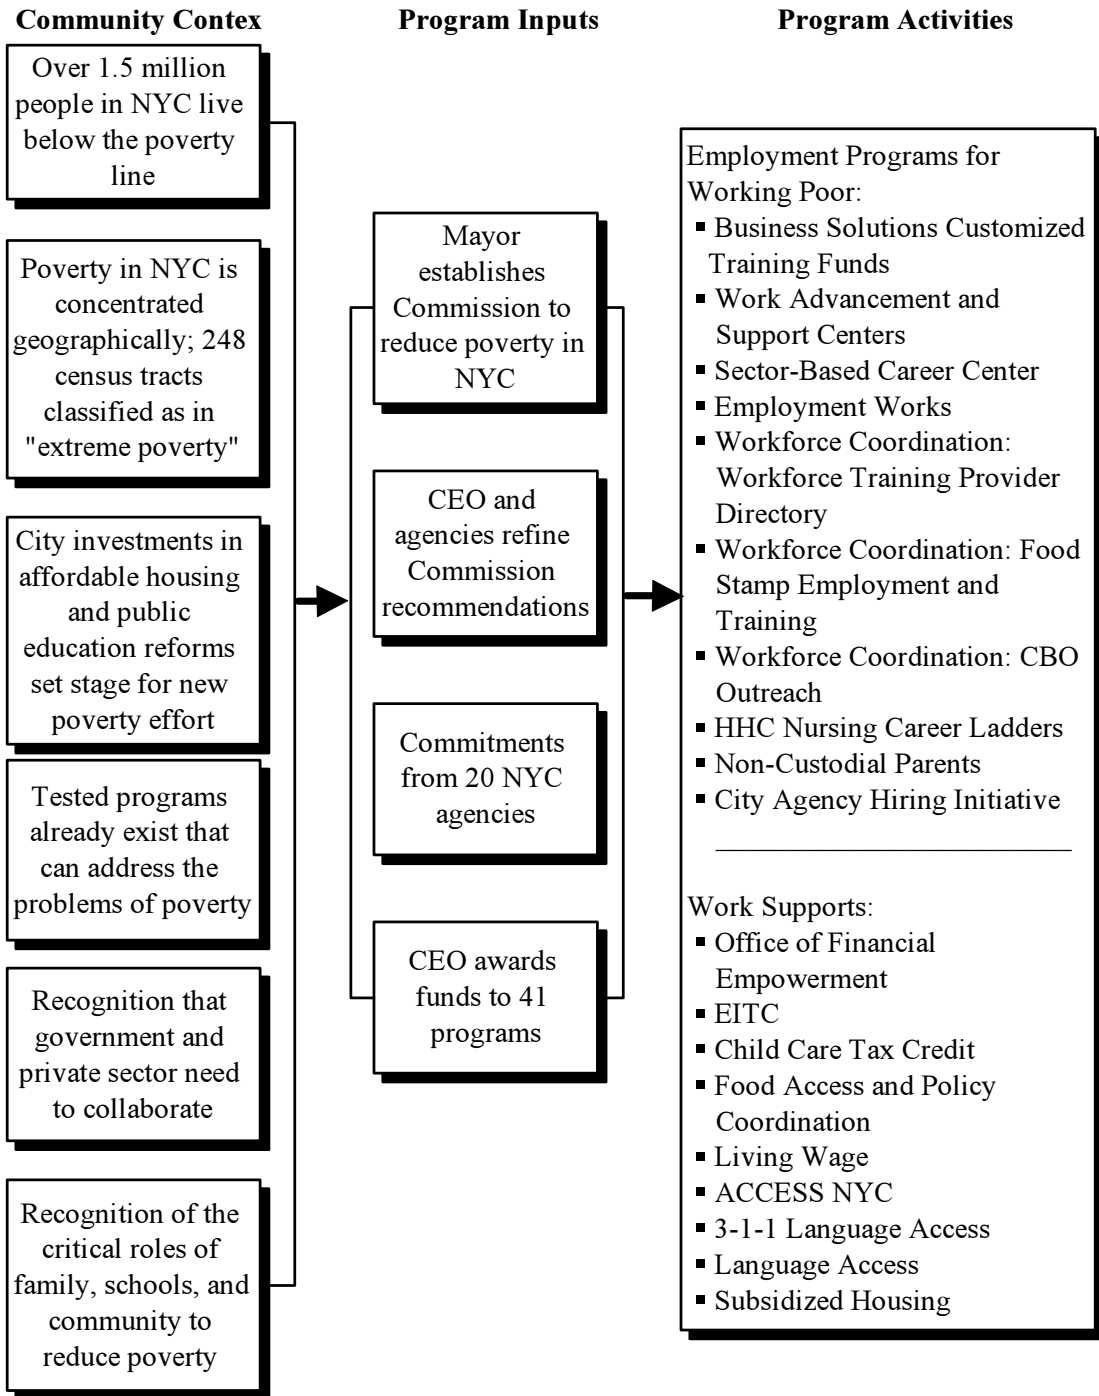 Community Contex
Over 1.5 million
people in NYC live
below the poverty
line
Poverty in NYC is
concentrated
geographically; 248
census tracts
classified as in
"extreme poverty"
City investments in
affordable housing
and public
education reforms
set stage for new
poverty effort
Tested programs
already exist that
can address the
problems of poverty
Recognition that
government and
private sector need
to collaborate
Recognition of the
critical roles of
family, schools, and
community to
reduce poverty
Program Inputs
Mayor
establishes
Commission to
reduce poverty in
NYC
CEO and
agencies refine
Commission
recommendations
Commitments
from 20 NYC
agencies
CEO awards
funds to 41
programs
Program Activities
Employment Programs for
Working Poor:
▪ Business Solutions Customized
Training Funds
▪ Work Advancement and
Support Centers
▪ Sector-Based Career Center
▪ Employment Works
▪ Workforce Coordination:
Workforce Training Provider
Directory
▪ Workforce Coordination: Food
Stamp Employment and
Training
▪ Workforce Coordination: CBO
Outreach
▪ HHC Nursing Career Ladders
▪ Non-Custodial Parents
▪ City Agency Hiring Initiative
Work Supports:
▪ Office of Financial
Empowerment
▪ EITC
▪ Child Care Tax Credit
▪ Food Access and Policy
Coordination
▪ Living Wage
▪ ACCESS NYC
▪ 3-1-1 Language Access
▪ Language Access
▪ Subsidized Housing